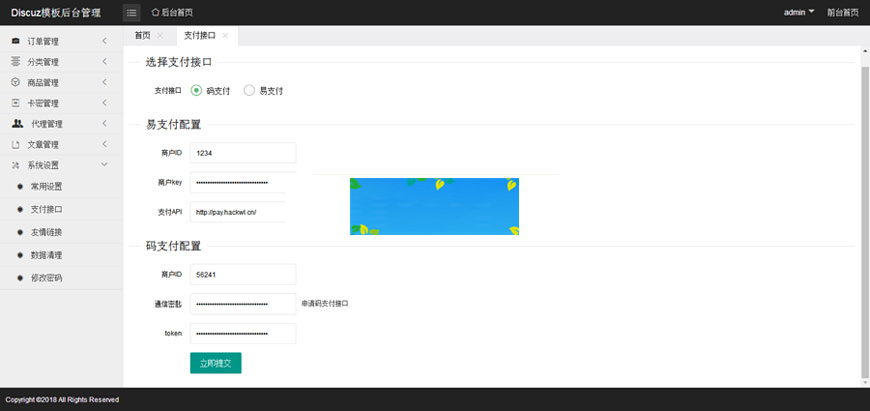 Discuz模板后台管理
后台首页
admin
前台首页
首页
支付接口
订单管理
分类管理
商品管理
卡密管理
代理管理
文章管理
系统设置
常用设置
支付接口
友情链接
数据清理
修改密码
选择支付接口
支付接口 码支付 易支付
易支付配置
商户ID 1234
商户key
支付API http://pay.hackwl.cn/
码支付配置
商户ID 56241
通信密匙 申请码支付接口
token
立即提交
Copyright ©2018 All Rights Reserved